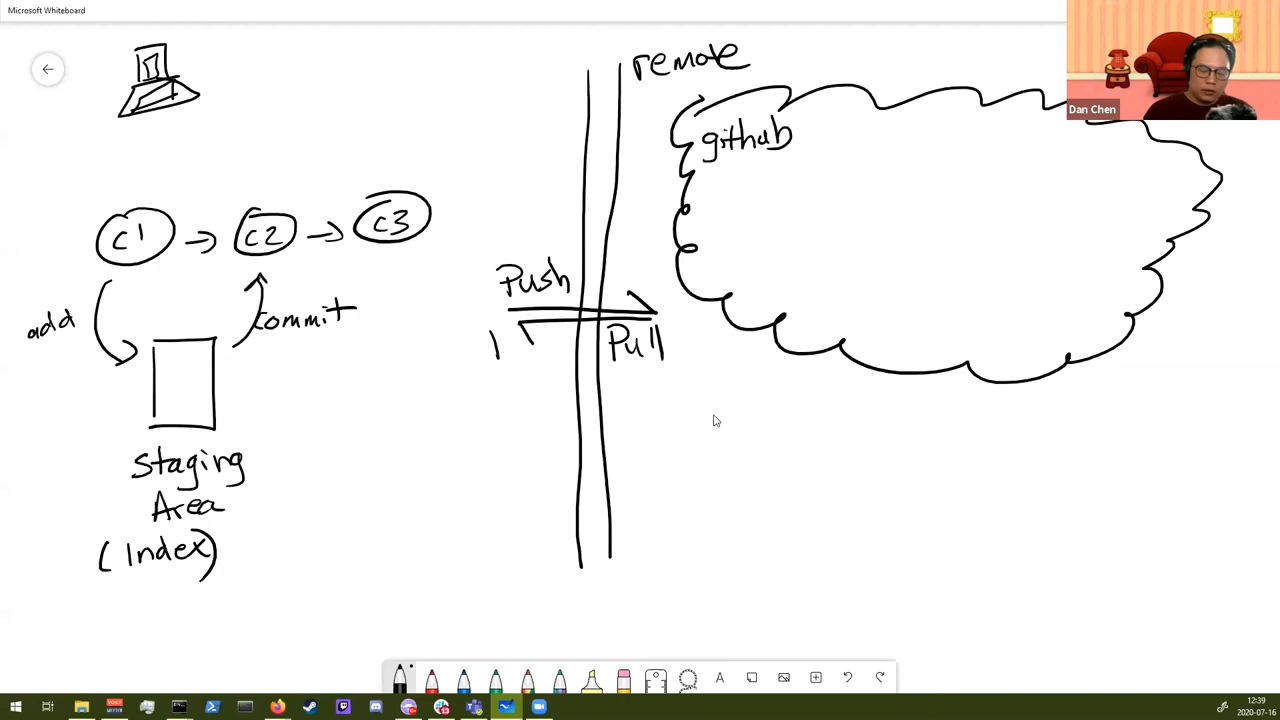 Microsoft Whiteboard
remote
Dan Chen
github
c1
c2
c3
Push
add
commit
Pull
Staging
Area
(Index)
12:39
2020-07-16